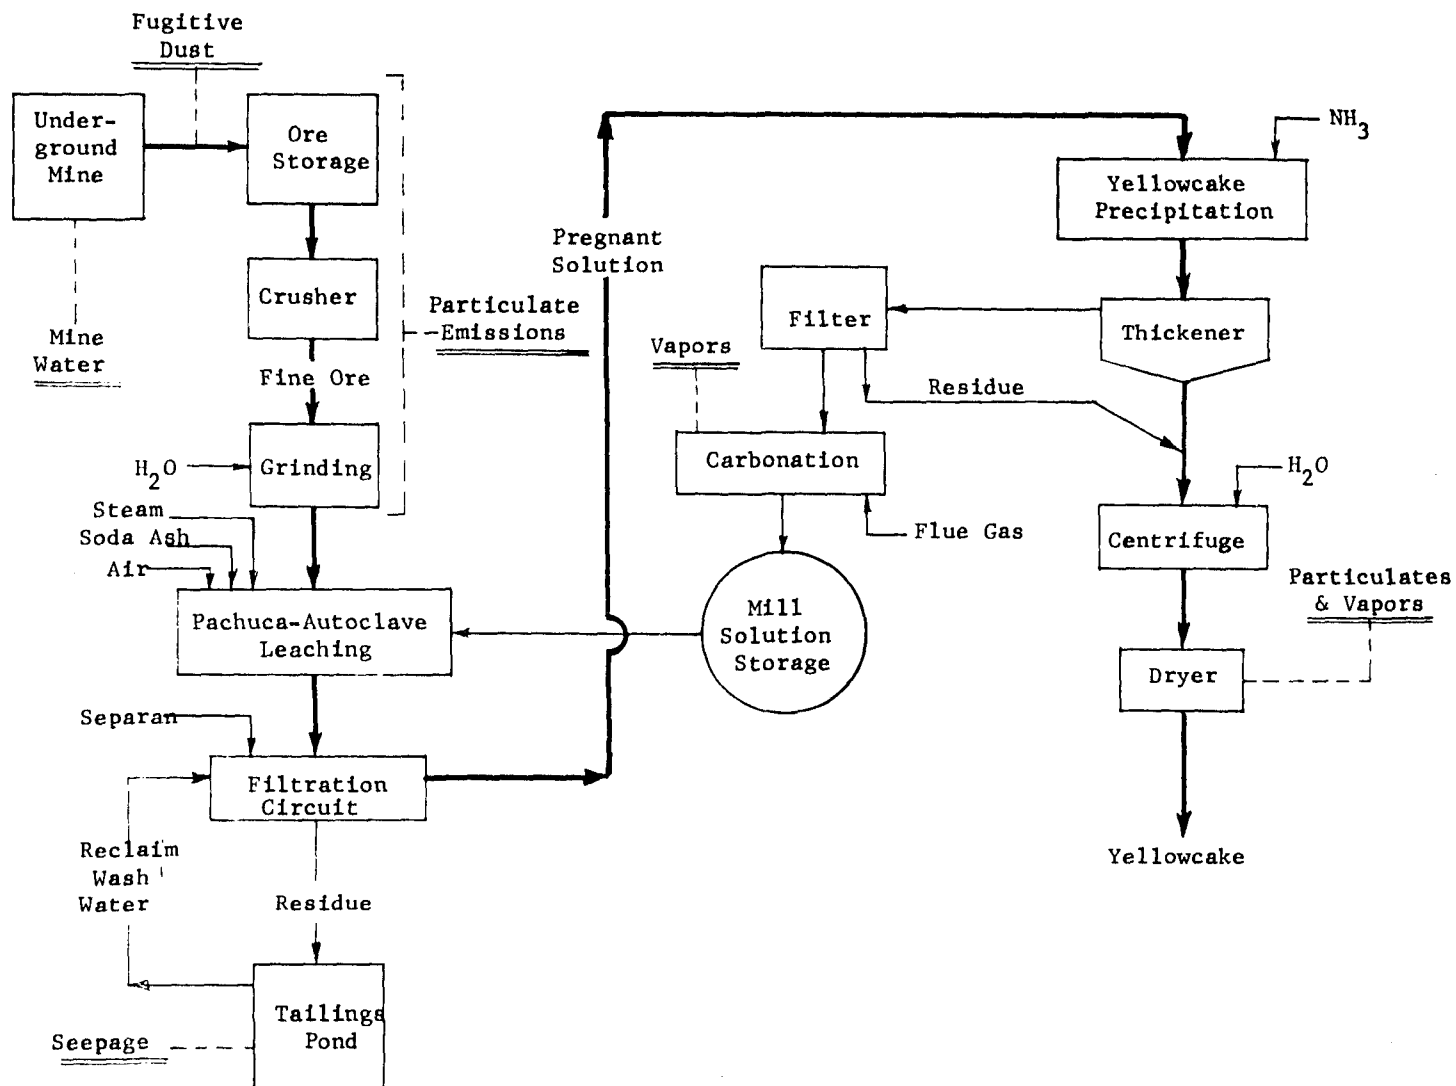 Fugitive
Dust
Under-
ground
Mine
Ore
Storage
Mine
Water
Crusher
Particulate
Emissions
Fine Ore
H2O
Grinding
Steam
Soda Ash
Air
Pachuca-Autoclave
Leaching
Separan
Filtration
Circuit
Reclaim
Wash
Water
Residue
Tailings
Pond
Seepage
Pregnant
Solution
NH3
Yellowcake
Precipitation
Thickener
Filter
Vapors
Residue
Carbonation
Flue Gas
Mill
Solution
Storage
H2O
Centrifuge
Particulates
& Vapors
Dryer
Yellowcake